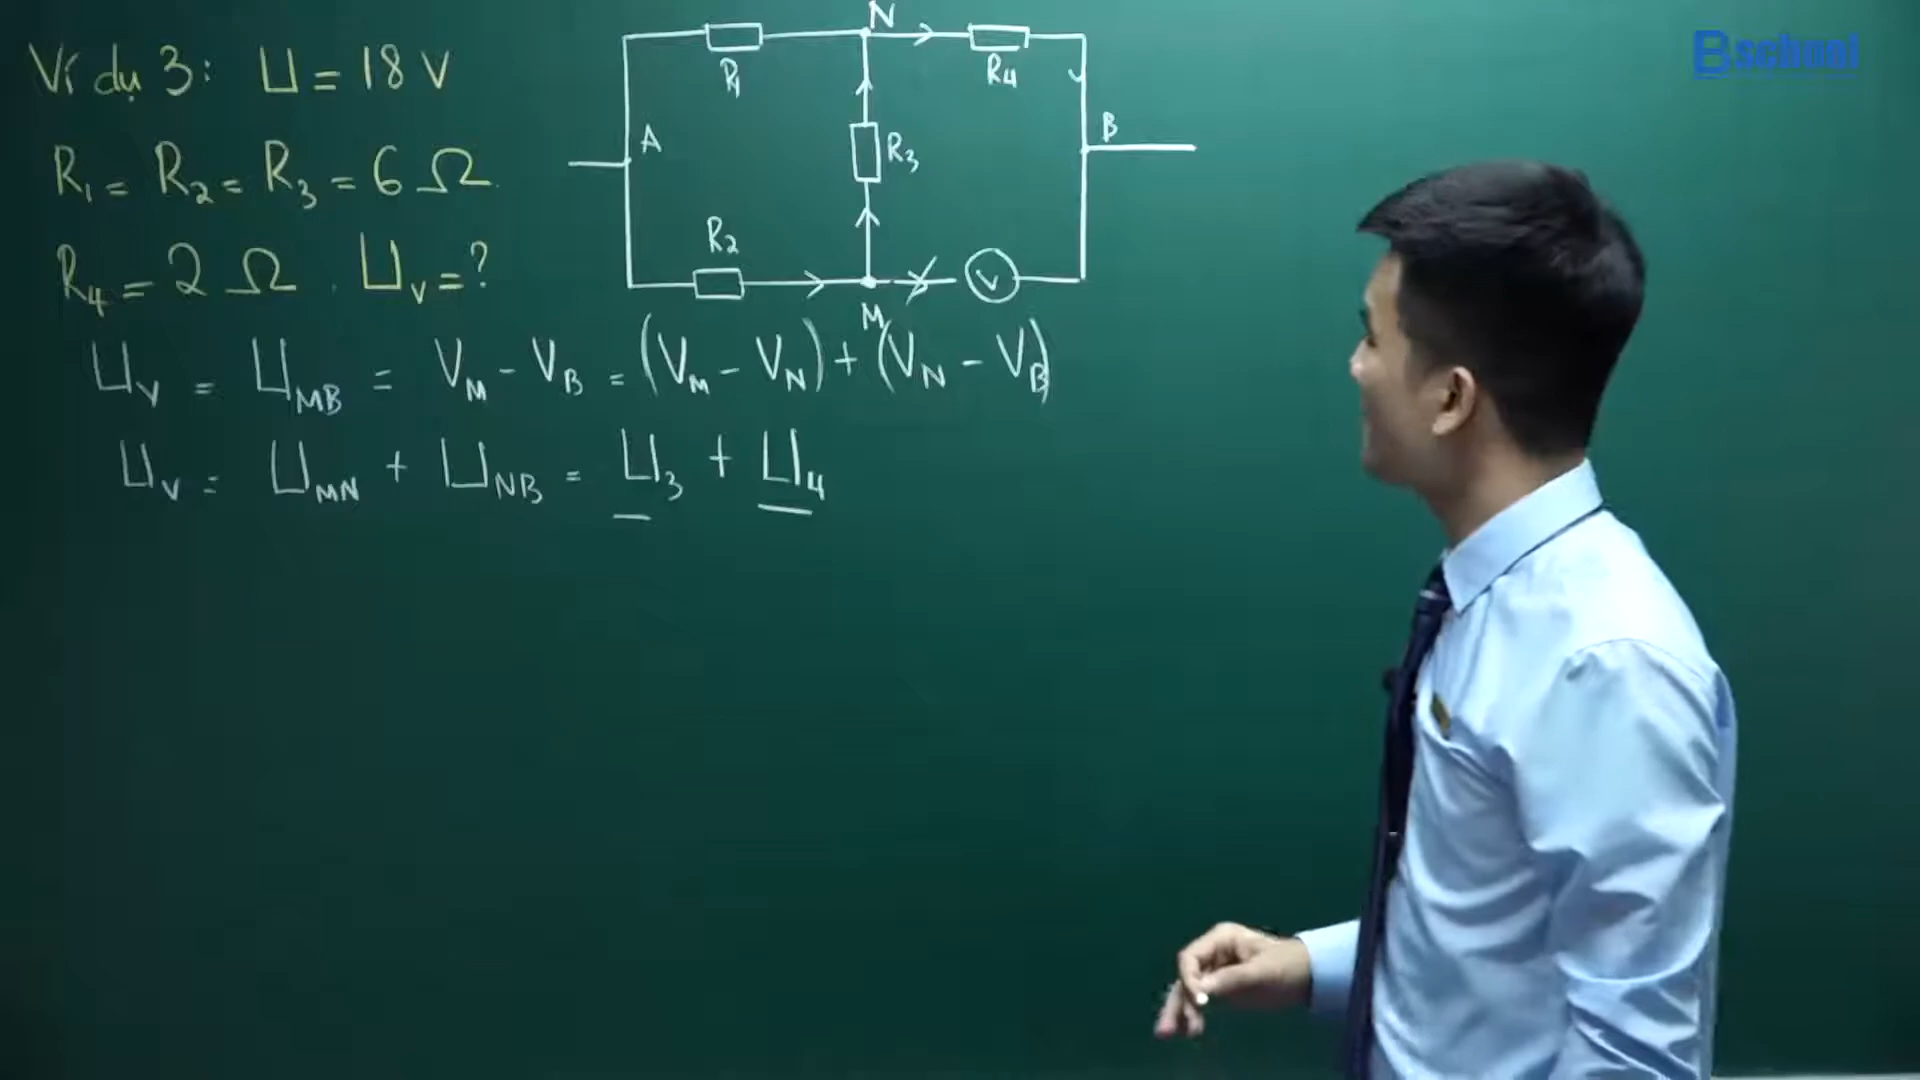 Ví dụ 3: U = 18 V
R₁ = R₂ = R₃ = 6 Ω
R₄ = 2 Ω. U_V = ?
N
R₁
R₄
A
B
R₃
R₂
V
M
U_V = U_MB = V_M - V_B = (V_M - V_N) + (V_N - V_B)
U_V = U_MN + U_NB = U₃ + U₄
Bschool